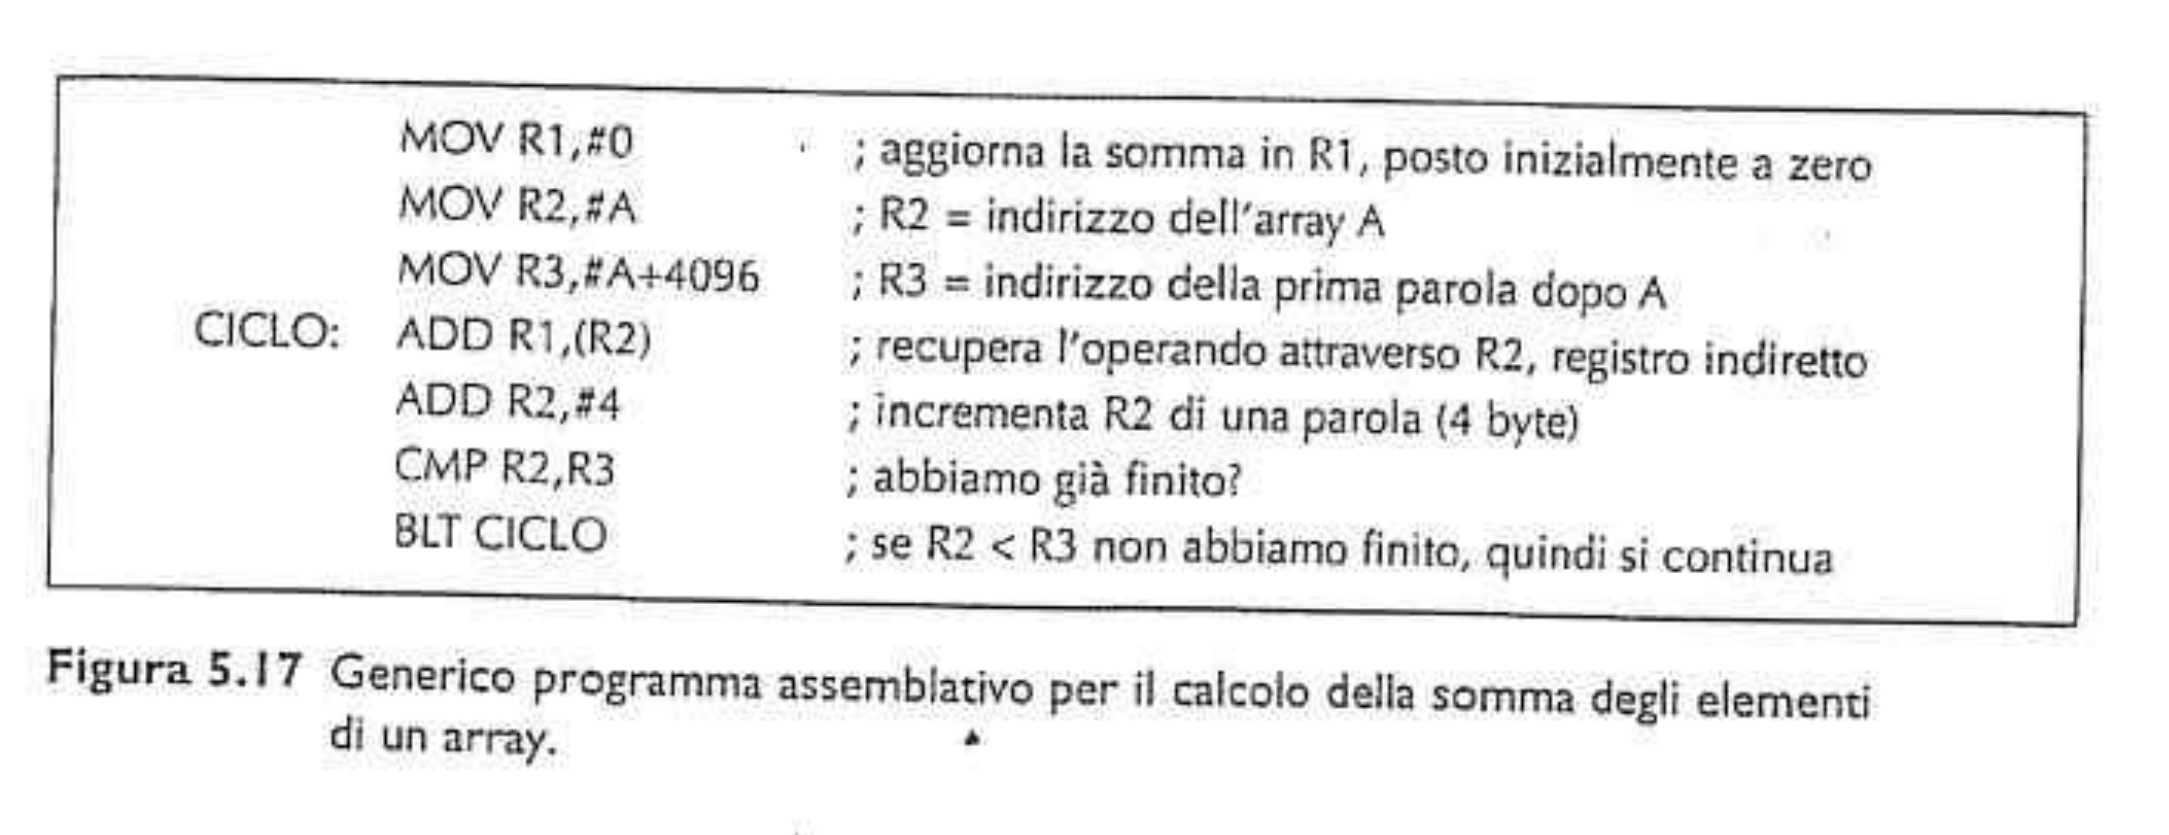 MOV R1,#0 ; aggiorna la somma in R1, posto inizialmente a zero
MOV R2,#A ; R2 = indirizzo dell'array A
MOV R3,#A+4096 ; R3 = indirizzo della prima parola dopo A
CICLO: ADD R1,(R2) ; recupera l'operando attraverso R2, registro indiretto
ADD R2,#4 ; incrementa R2 di una parola (4 byte)
CMP R2,R3 ; abbiamo già finito?
BLT CICLO ; se R2 < R3 non abbiamo finito, quindi si continua
Figura 5.17 Generico programma assemblativo per il calcolo della somma degli elementi
di un array.